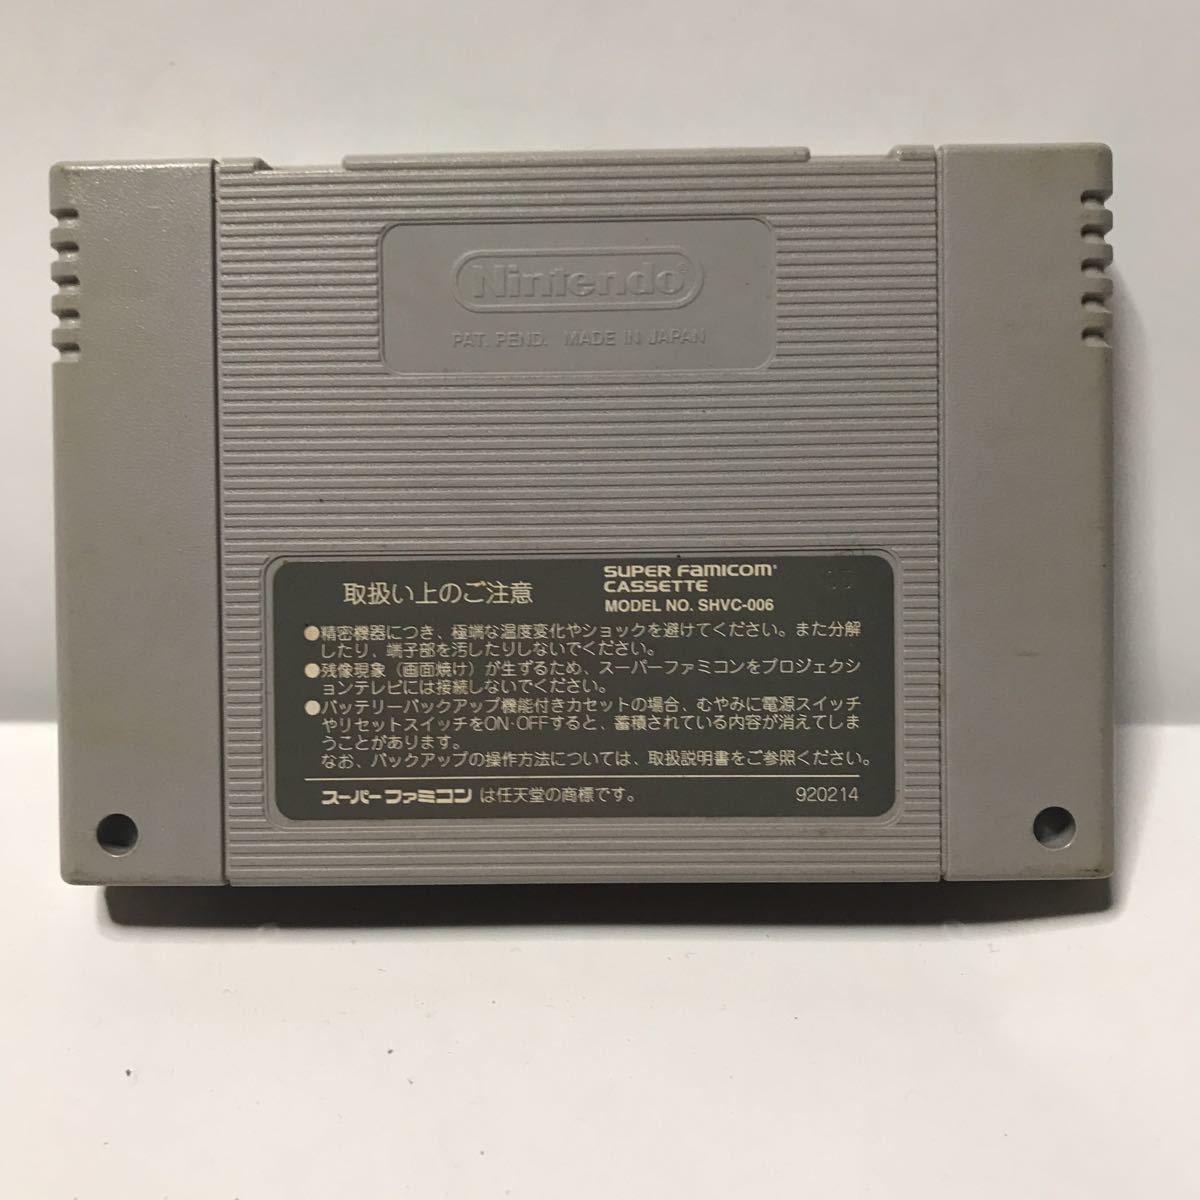 Nintendo®
PAT. PEND. MADE IN JAPAN
取扱い上のご注意
SUPER FAMICOM
CASSETTE
MODEL NO. SHVC-006
●精密機器につき、極端な温度変化やショックを避けてください。また分解
したり、端子部を汚したりしないでください。
●残像現象（画面焼け）が生ずるため、スーパーファミコンをプロジェクシ
ョンテレビには接続しないでください。
●バッテリーバックアップ機能付きカセットの場合、むやみに電源スイッチ
やリセットスイッチをON·OFFすると、蓄積されている内容が消えてしま
うことがあります。
なお、バックアップの操作方法については、取扱説明書をご参照ください。
スーパーファミコン は任天堂の商標です。 920214